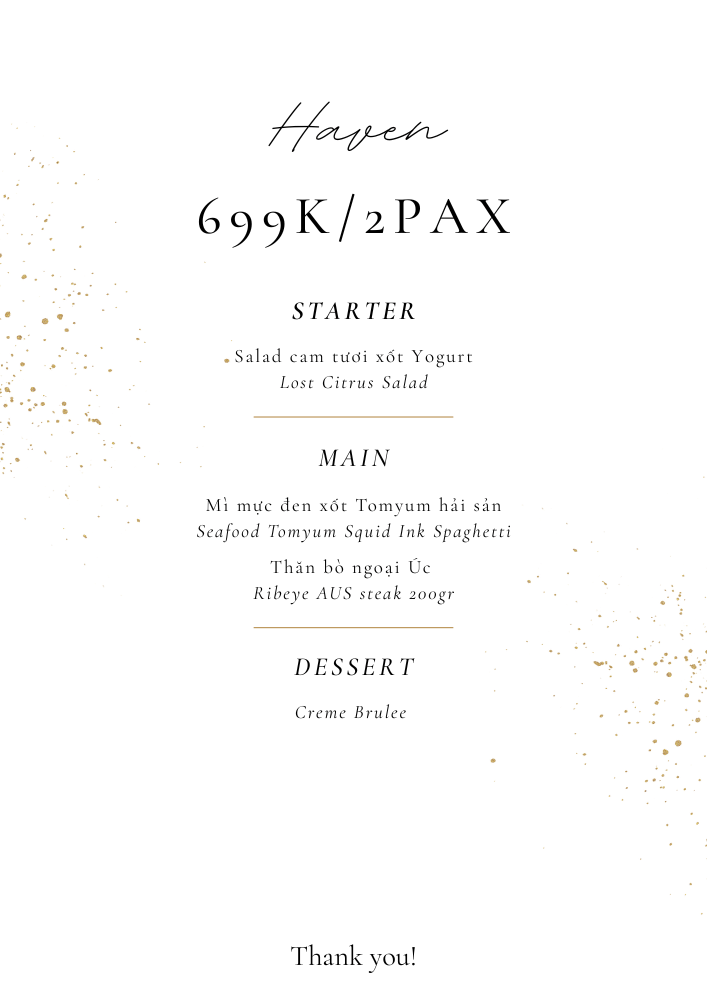 Haven
699K/2PAX
STARTER
Salad cam tươi xốt Yogurt
Lost Citrus Salad
MAIN
Mì mực đen xốt Tomyum hải sản
Seafood Tomyum Squid Ink Spaghetti
Thăn bò ngoại Úc
Ribeye AUS steak 200gr
DESSERT
Creme Brulee
Thank you!